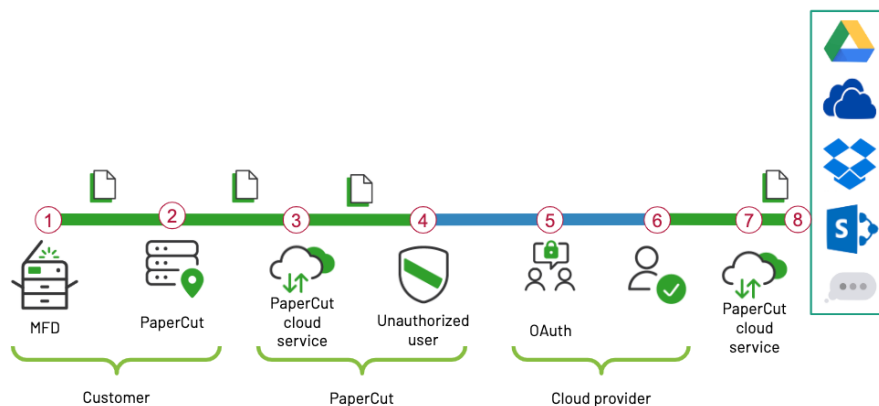 1
2
3
4
5
6
7
8
S
MFD
PaperCut
PaperCut
cloud
service
Unauthorized
user
OAuth
PaperCut
cloud
service
Customer
PaperCut
Cloud provider